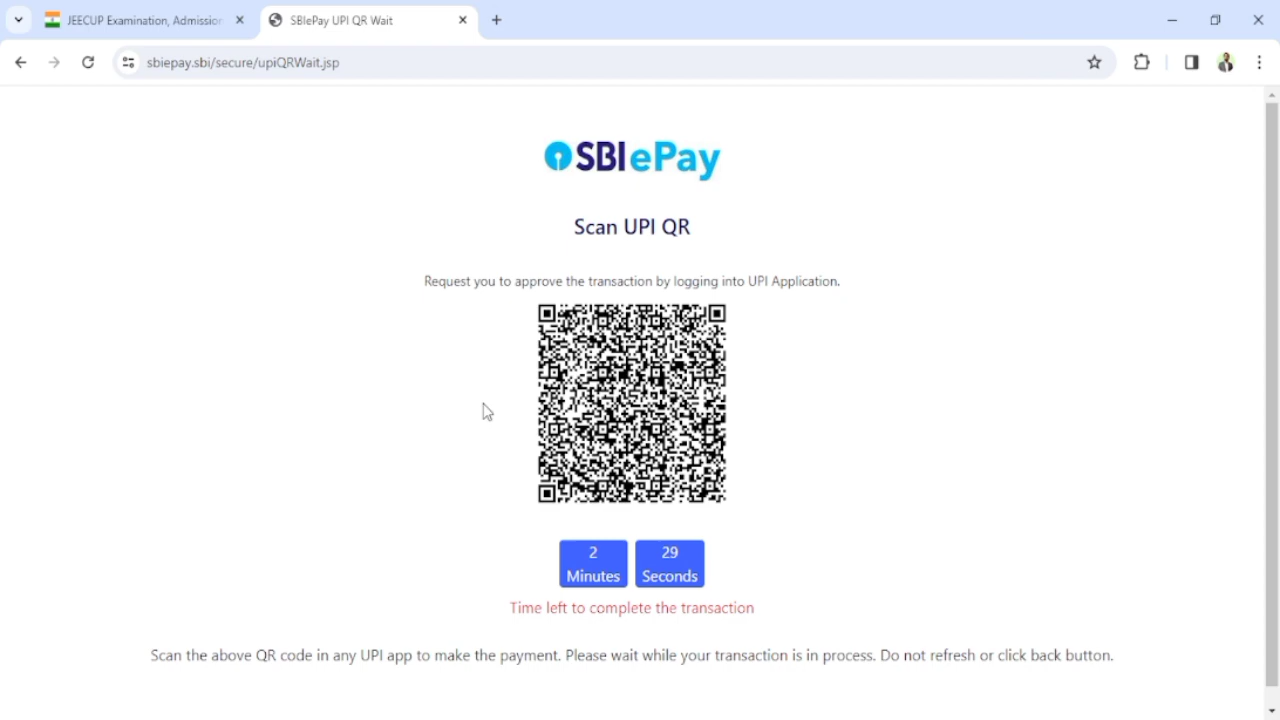 JEECUP Examination, Admission
SBIePay UPI QR Wait
sbiepay.sbi/secure/upiQRWait.jsp
SBI ePay
Scan UPI QR
Request you to approve the transaction by logging into UPI Application.
2 Minutes
29 Seconds
Time left to complete the transaction
Scan the above QR code in any UPI app to make the payment. Please wait while your transaction is in process. Do not refresh or click back button.